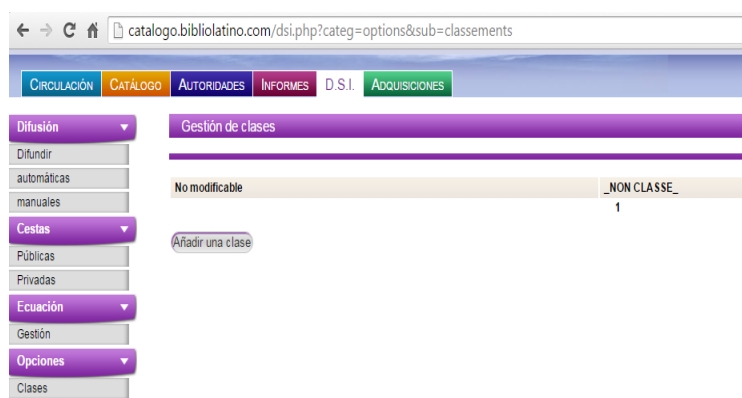 catalogo.bibliolatino.com/dsi.php?categ=options&sub=classements
CIRCULACIÓN CATÁLOGO AUTORIDADES INFORMES D.S.I. ADQUISICIONES
Difusión
Difundir
automáticas
manuales
Cestas
Públicas
Privadas
Ecuación
Gestión
Opciones
Clases
Gestión de clases
No modificable _NON CLASSE_
1
Añadir una clase